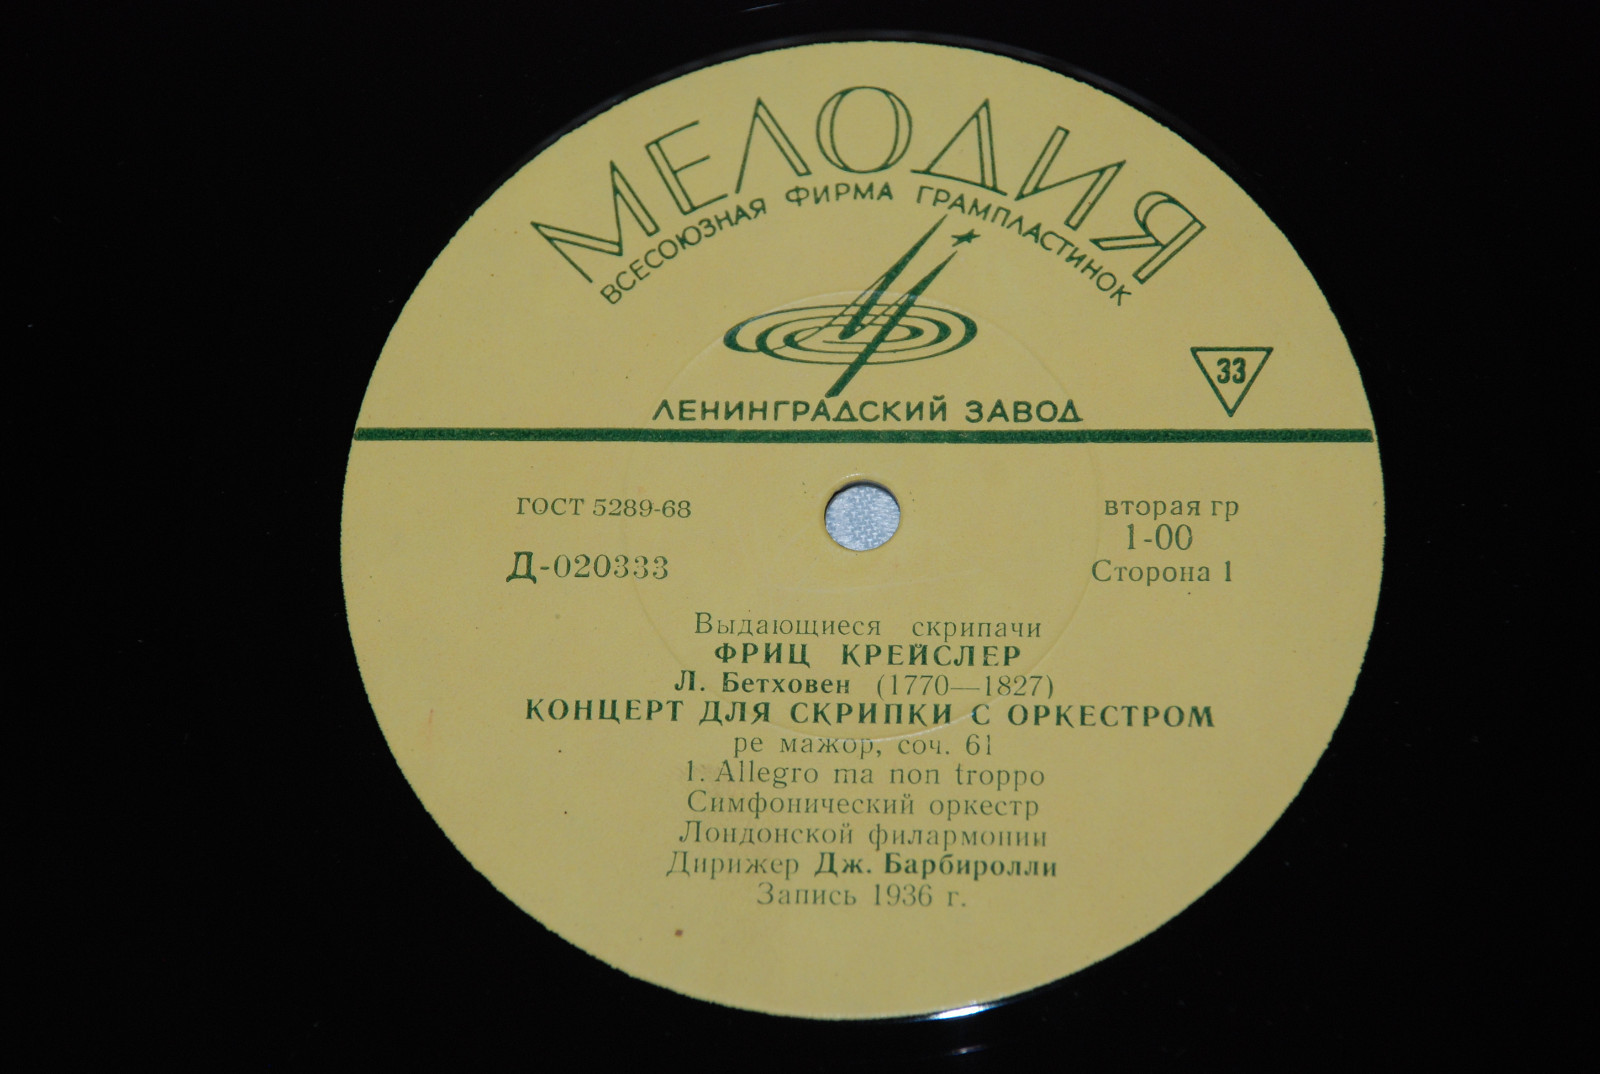 МЕЛОДИЯ
ВСЕСОЮЗНАЯ ФИРМА ГРАМПЛАСТИНОК
33
ЛЕНИНГРАДСКИЙ ЗАВОД
ГОСТ 5289-68
вторая гр
1-00
Д-020333
Сторона 1
Выдающиеся скрипачи
ФРИЦ КРЕЙСЛЕР
Л. Бетховен (1770—1827)
КОНЦЕРТ ДЛЯ СКРИПКИ С ОРКЕСТРОМ
ре мажор, соч. 61
1. Allegro ma non troppo
Симфонический оркестр
Лондонской филармонии
Дирижер Дж. Барбиролли
Запись 1936 г.